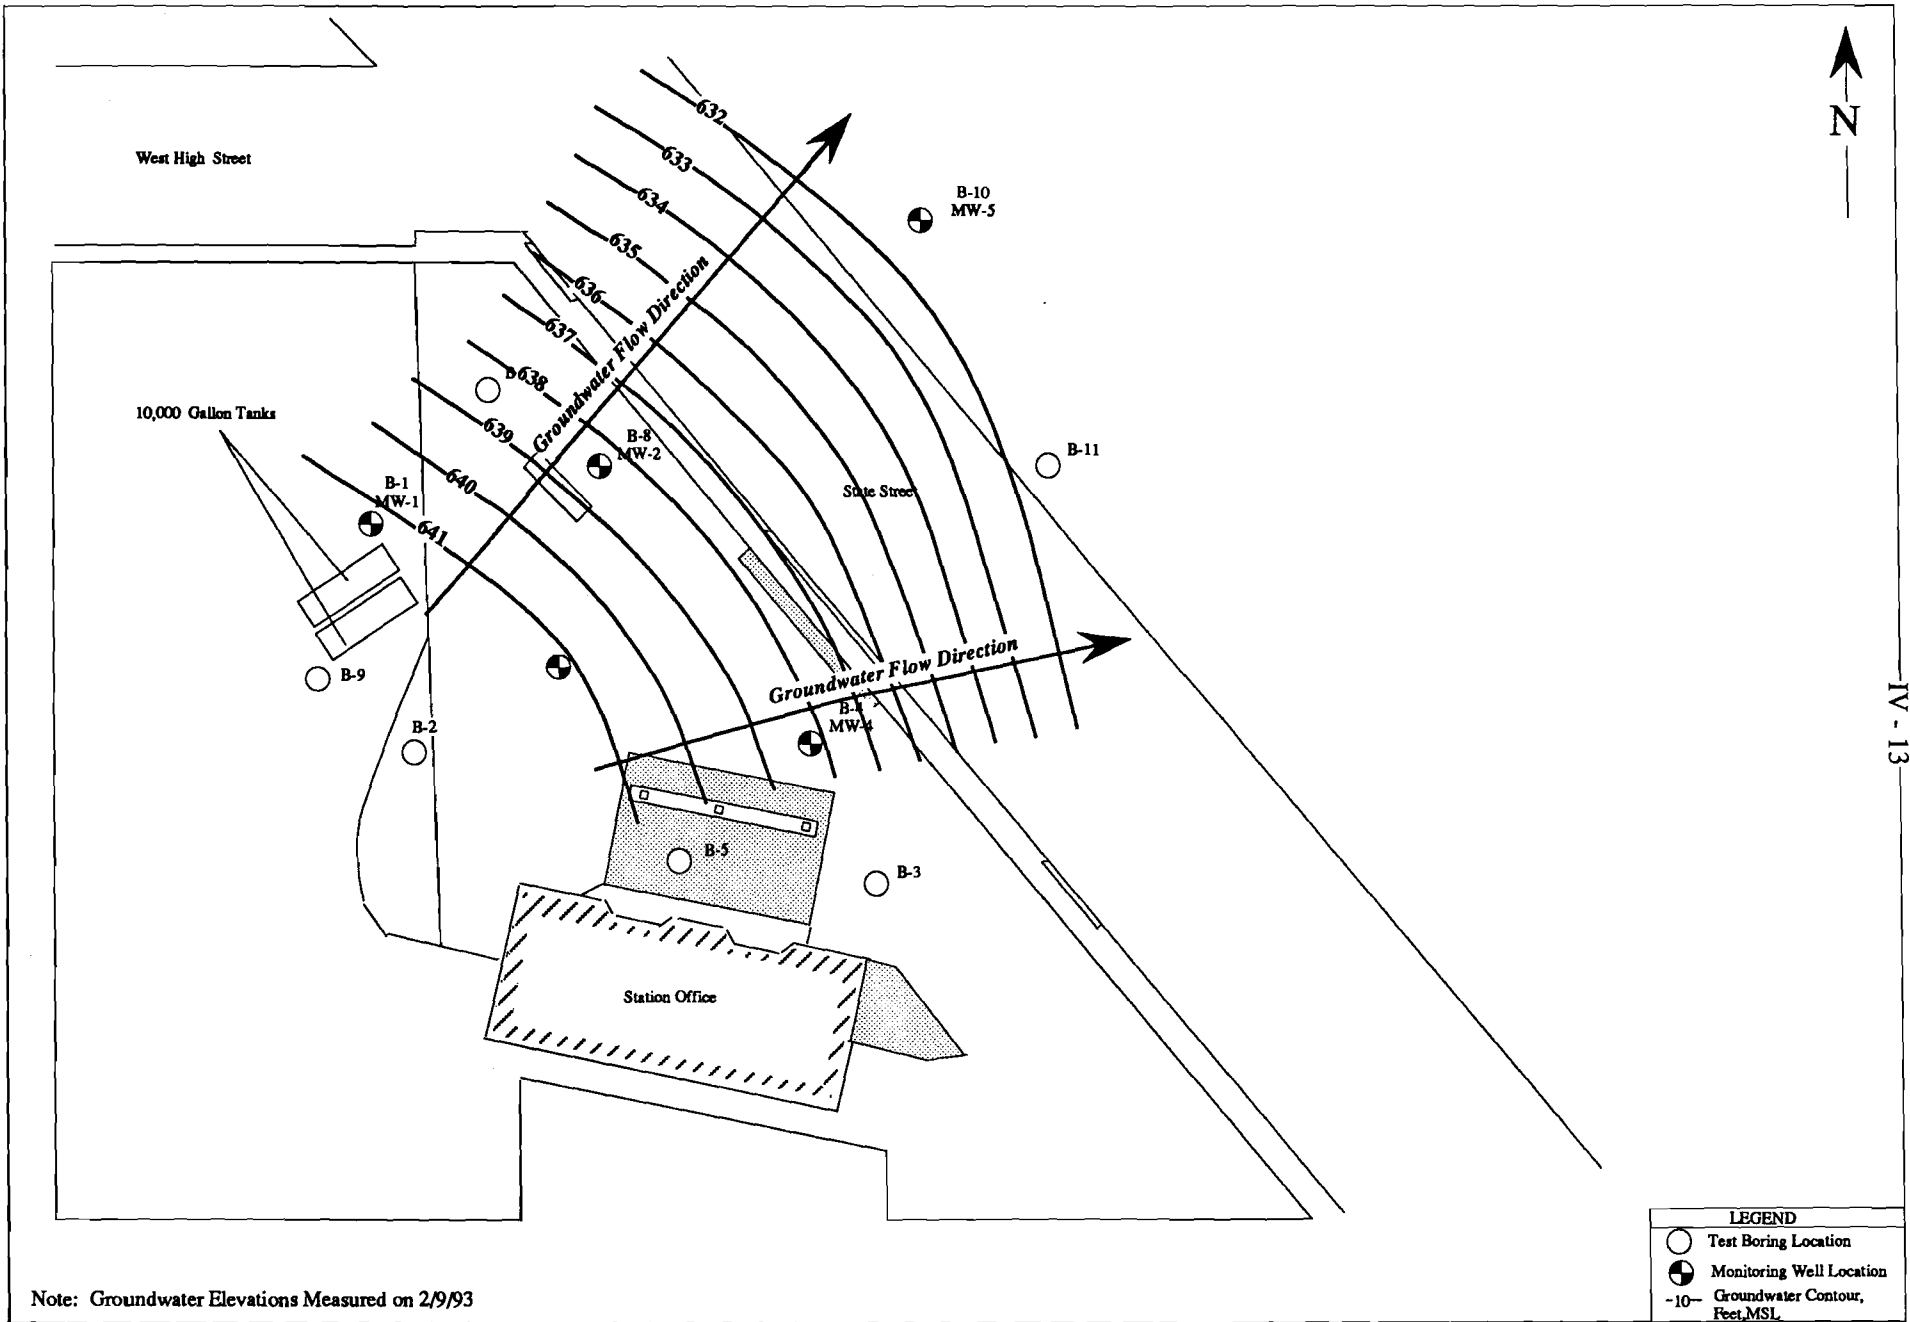 632
N
West High Street
633
B-10
MW-5
634
635
636
Groundwater Flow Direction
637
638
10,000 Gallon Tanks
639
B-8
MW-2
B-11
640
B-1
MW-1
State Street
641
Groundwater Flow Direction
B-9
B-4
MW-4
B-2
IV - 13
B-5
B-3
Station Office
LEGEND
Test Boring Location
Monitoring Well Location
-10- Groundwater Contour,
Feet,MSL
Note: Groundwater Elevations Measured on 2/9/93